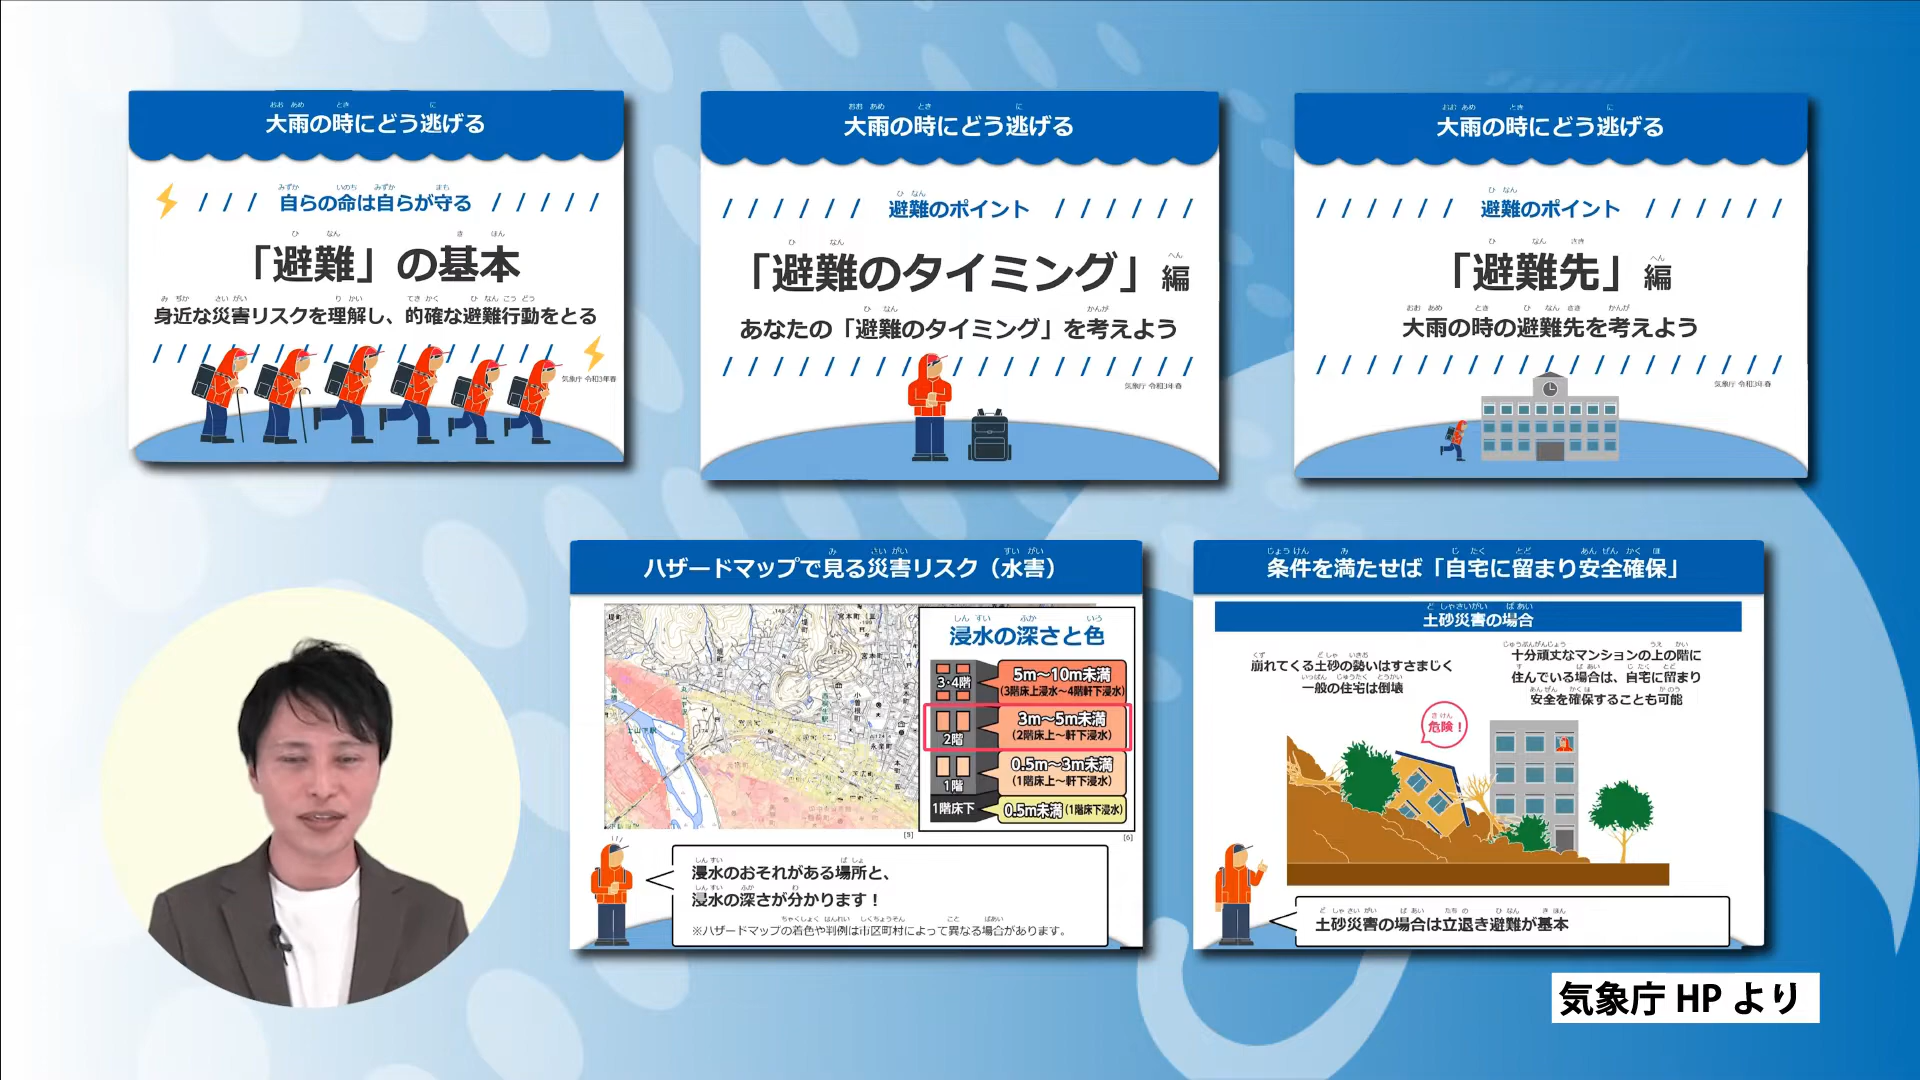 大雨の時にどう逃げる
自らの命は自らが守る
「避難」の基本
身近な災害リスクを理解し、的確な避難行動をとる
気象庁 令和3年春
大雨の時にどう逃げる
避難のポイント
「避難のタイミング」編
あなたの「避難のタイミング」を考えよう
気象庁 令和3年春
大雨の時にどう逃げる
避難のポイント
「避難先」編
大雨の時の避難先を考えよう
気象庁 令和3年春
ハザードマップで見る災害リスク（水害）
浸水の深さと色
3・4階
5m～10m未満
(3階床上浸水～4階軒下浸水)
2階
3m～5m未満
(2階床上～軒下浸水)
1階
0.5m～3m未満
(1階床上～軒下浸水)
1階床下
0.5m未満(1階床下浸水)
[5]
[6]
浸水のおそれがある場所と、
浸水の深さが分かります！
※ハザードマップの着色や判例は市区町村によって異なる場合があります。
条件を満たせば「自宅に留まり安全確保」
土砂災害の場合
崩れてくる土砂の勢いはすさまじく
一般の住宅は倒壊
十分頑丈なマンションの上の階に
住んでいる場合は、自宅に留まり
安全を確保することも可能
危険！
土砂災害の場合は立退き避難が基本
気象庁 HP より